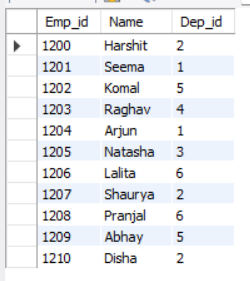 Emp_id Name Dep_id
1200 Harshit 2
1201 Seema 1
1202 Komal 5
1203 Raghav 4
1204 Arjun 1
1205 Natasha 3
1206 Lalita 6
1207 Shaurya 2
1208 Pranjal 6
1209 Abhay 5
1210 Disha 2